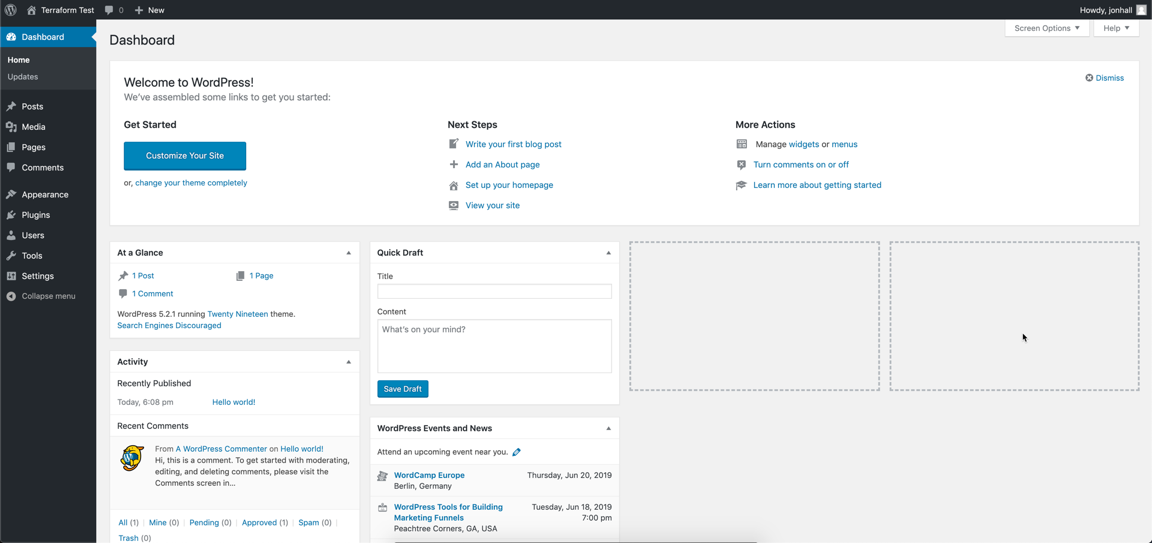 Terraform Test 0 New Howdy, jonhall
Dashboard
Home
Updates
Posts
Media
Pages
Comments
Appearance
Plugins
Users
Tools
Settings
Collapse menu
Screen Options Help
Dashboard
Welcome to WordPress!
We've assembled some links to get you started:
Dismiss
Get Started
Customize Your Site
or, change your theme completely
Next Steps
Write your first blog post
Add an About page
Set up your homepage
View your site
More Actions
Manage widgets or menus
Turn comments on or off
Learn more about getting started
At a Glance
1 Post 1 Page
1 Comment
WordPress 5.2.1 running Twenty Nineteen theme.
Search Engines Discouraged
Activity
Recently Published
Today, 6:08 pm Hello world!
Recent Comments
From A WordPress Commenter on Hello world!
Hi, this is a comment. To get started with moderating,
editing, and deleting comments, please visit the
Comments screen in...
All (1) | Mine (0) | Pending (0) | Approved (1) | Spam (0) |
Trash (0)
Quick Draft
Title
Content
What's on your mind?
Save Draft
WordPress Events and News
Attend an upcoming event near you.
WordCamp Europe Thursday, Jun 20, 2019
Berlin, Germany
WordPress Tools for Building Tuesday, Jun 18, 2019
Marketing Funnels 7:00 pm
Peachtree Corners, GA, USA